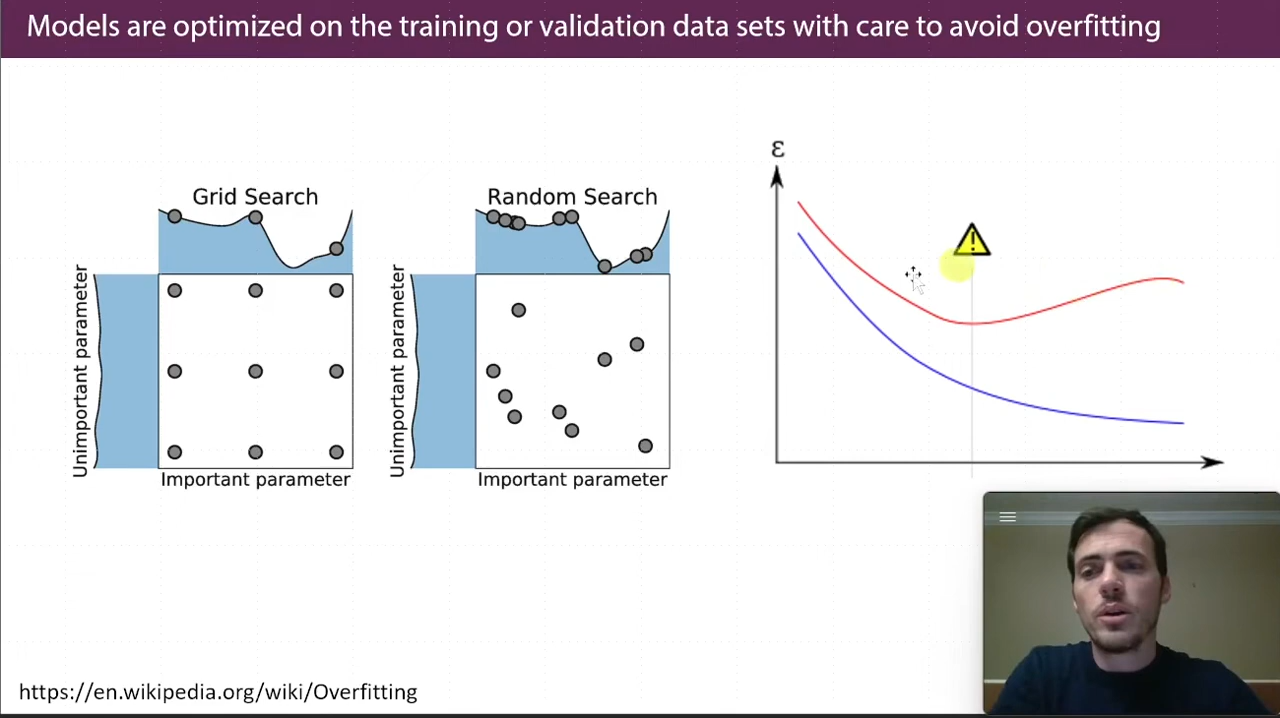 Models are optimized on the training or validation data sets with care to avoid overfitting
Grid Search
Unimportant parameter
Important parameter
Random Search
Unimportant parameter
Important parameter
ε
!
https://en.wikipedia.org/wiki/Overfitting